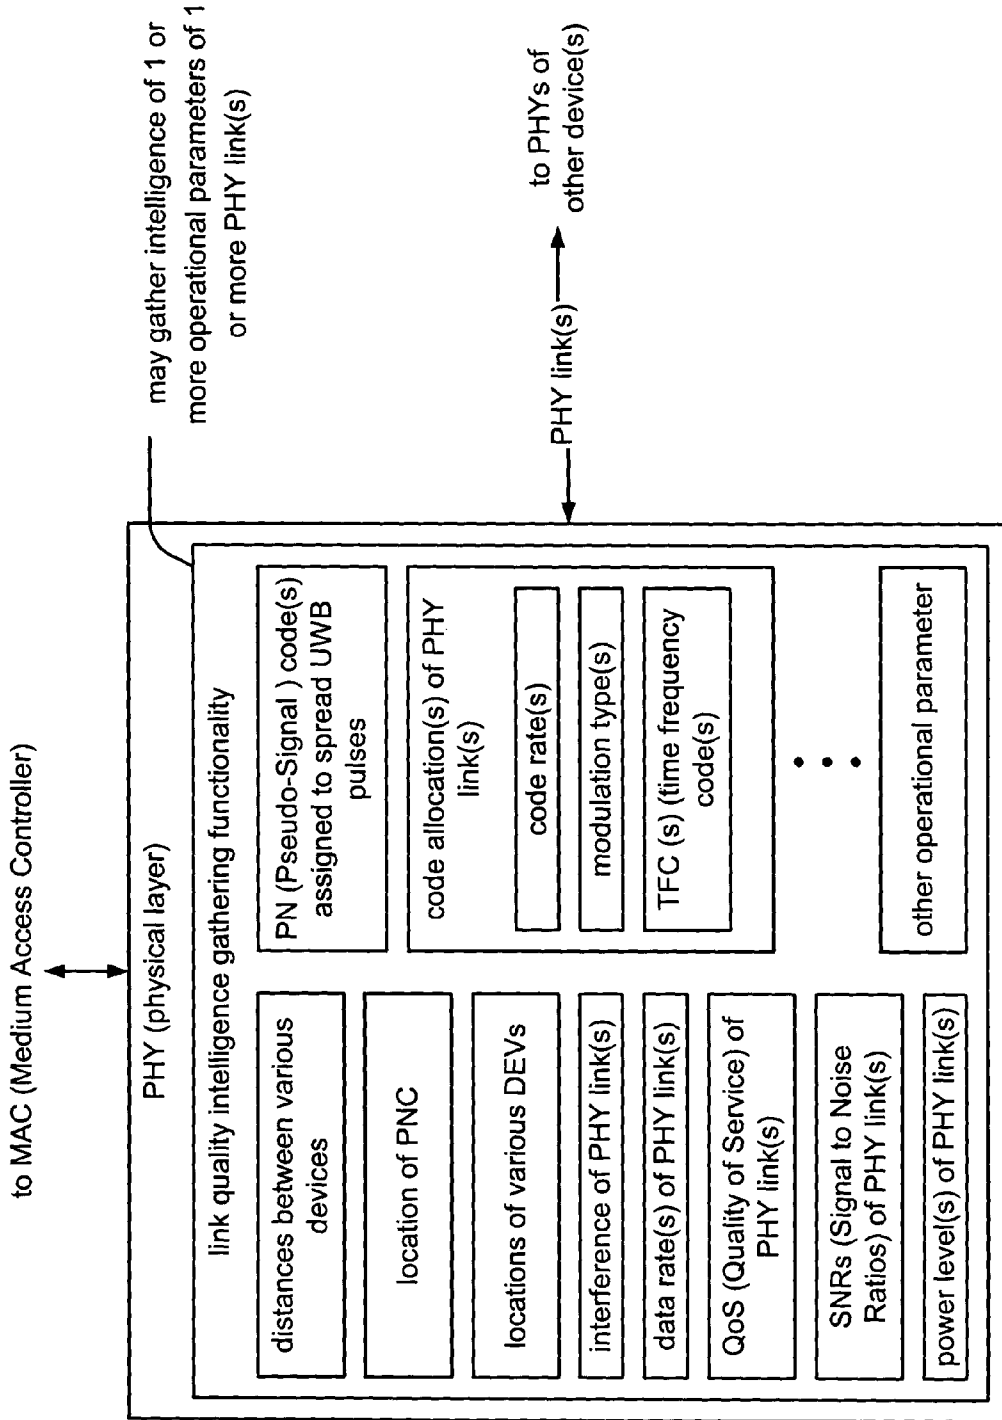 to MAC (Medium Access Controller)
PHY (physical layer)
may gather intelligence of 1 or
more operational parameters of 1
or more PHY link(s)
link quality intelligence gathering functionality
distances between various
devices
location of PNC
locations of various DEVs
interference of PHY link(s)
data rate(s) of PHY link(s)
QoS (Quality of Service) of
PHY link(s)
SNRs (Signal to Noise
Ratios) of PHY link(s)
power level(s) of PHY link(s)
PN (Pseudo-Signal ) code(s)
assigned to spread UWB
pulses
code allocation(s) of PHY
link(s)
code rate(s)
modulation type(s)
TFC (s) (time frequency
code(s)
other operational parameter
PHY link(s)
to PHYs of
other device(s)